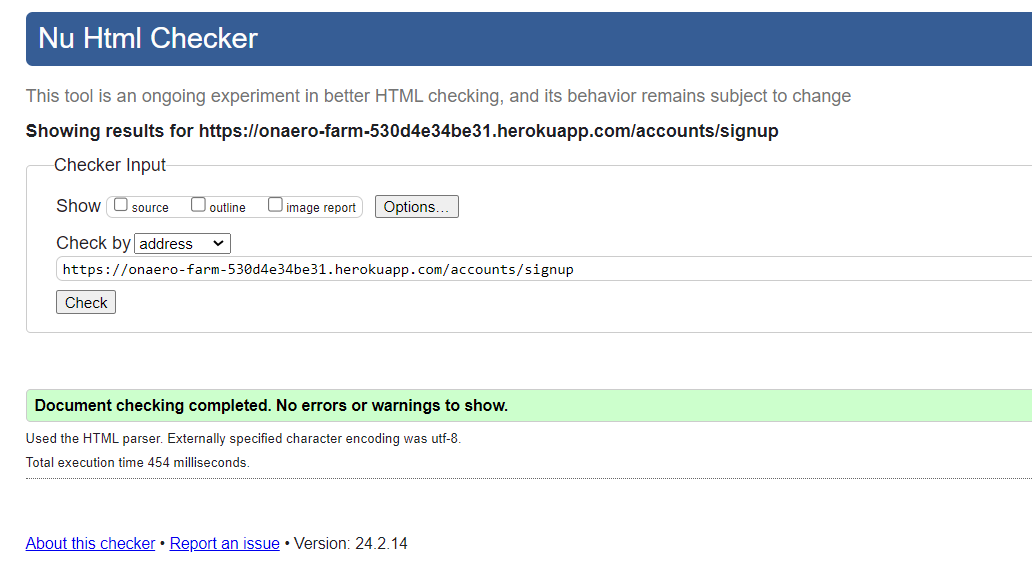 Nu Html Checker
This tool is an ongoing experiment in better HTML checking, and its behavior remains subject to change
Showing results for https://onaero-farm-530d4e34be31.herokuapp.com/accounts/signup
Checker Input
Show source outline image report Options...
Check by address
https://onaero-farm-530d4e34be31.herokuapp.com/accounts/signup
Check
Document checking completed. No errors or warnings to show.
Used the HTML parser. Externally specified character encoding was utf-8.
Total execution time 454 milliseconds.
About this checker • Report an issue • Version: 24.2.14